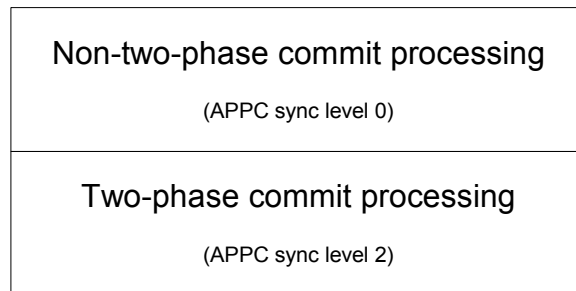 Non-two-phase commit processing
(APPC sync level 0)
Two-phase commit processing
(APPC sync level 2)